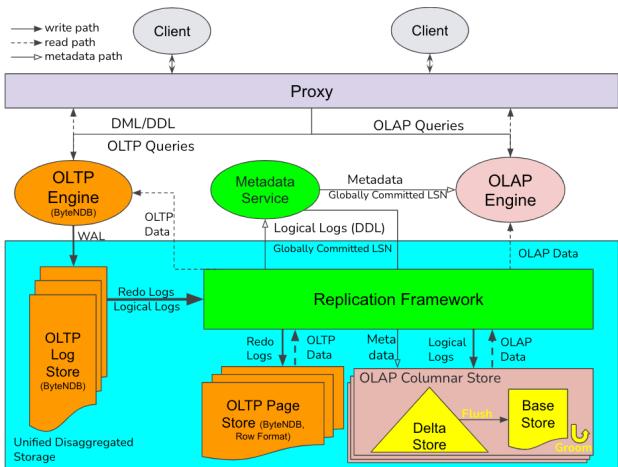 Client
Client
write path
read path
metadata path
Proxy
DML/DDL
OLAP Queries
OLTP Queries
OLTP
Engine
(ByteNDB)
Metadata
Service
Metadata
Globally Committed LSN
OLAP
Engine
OLTP
Data
WAL
Logical Logs (DDL)
Globally Committed LSN
OLAP Data
Redo Logs
Logical Logs
Replication Framework
OLTP
Log
Store
(ByteNDB)
Redo
Logs
OLTP
Data
Meta
data
Logical
Logs
OLAP
Data
OLTP Page
Store (ByteNDB,
Row Format)
OLAP Columnar Store
Delta
Store
Flush
Base
Store
Groom
Unified Disaggregated
Storage